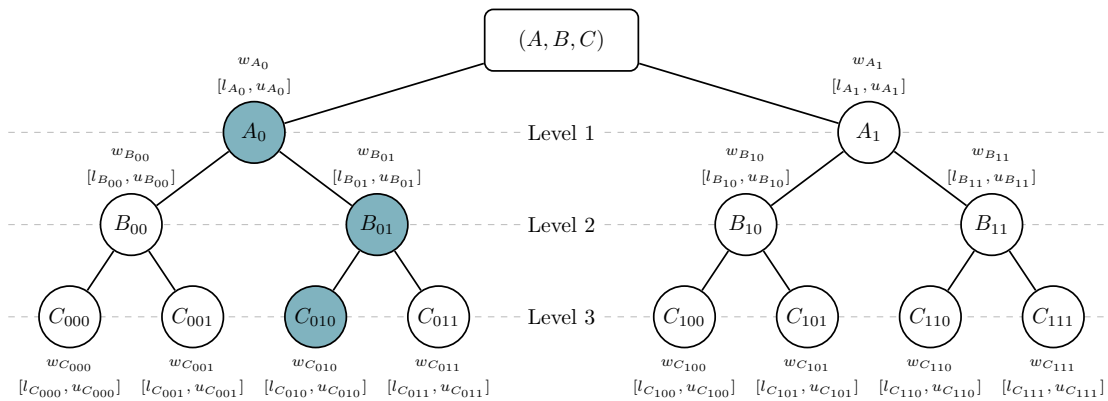 (A, B, C)
w_{A_0}
[l_{A_0}, u_{A_0}]
w_{A_1}
[l_{A_1}, u_{A_1}]
A_0
Level 1
A_1
w_{B_{00}}
[l_{B_{00}}, u_{B_{00}}]
w_{B_{01}}
[l_{B_{01}}, u_{B_{01}}]
w_{B_{10}}
[l_{B_{10}}, u_{B_{10}}]
w_{B_{11}}
[l_{B_{11}}, u_{B_{11}}]
B_{00}
B_{01}
Level 2
B_{10}
B_{11}
C_{000}
C_{001}
C_{010}
C_{011}
Level 3
C_{100}
C_{101}
C_{110}
C_{111}
w_{C_{000}}
[l_{C_{000}}, u_{C_{000}}]
w_{C_{001}}
[l_{C_{001}}, u_{C_{001}}]
w_{C_{010}}
[l_{C_{010}}, u_{C_{010}}]
w_{C_{011}}
[l_{C_{011}}, u_{C_{011}}]
w_{C_{100}}
[l_{C_{100}}, u_{C_{100}}]
w_{C_{101}}
[l_{C_{101}}, u_{C_{101}}]
w_{C_{110}}
[l_{C_{110}}, u_{C_{110}}]
w_{C_{111}}
[l_{C_{111}}, u_{C_{111}}]